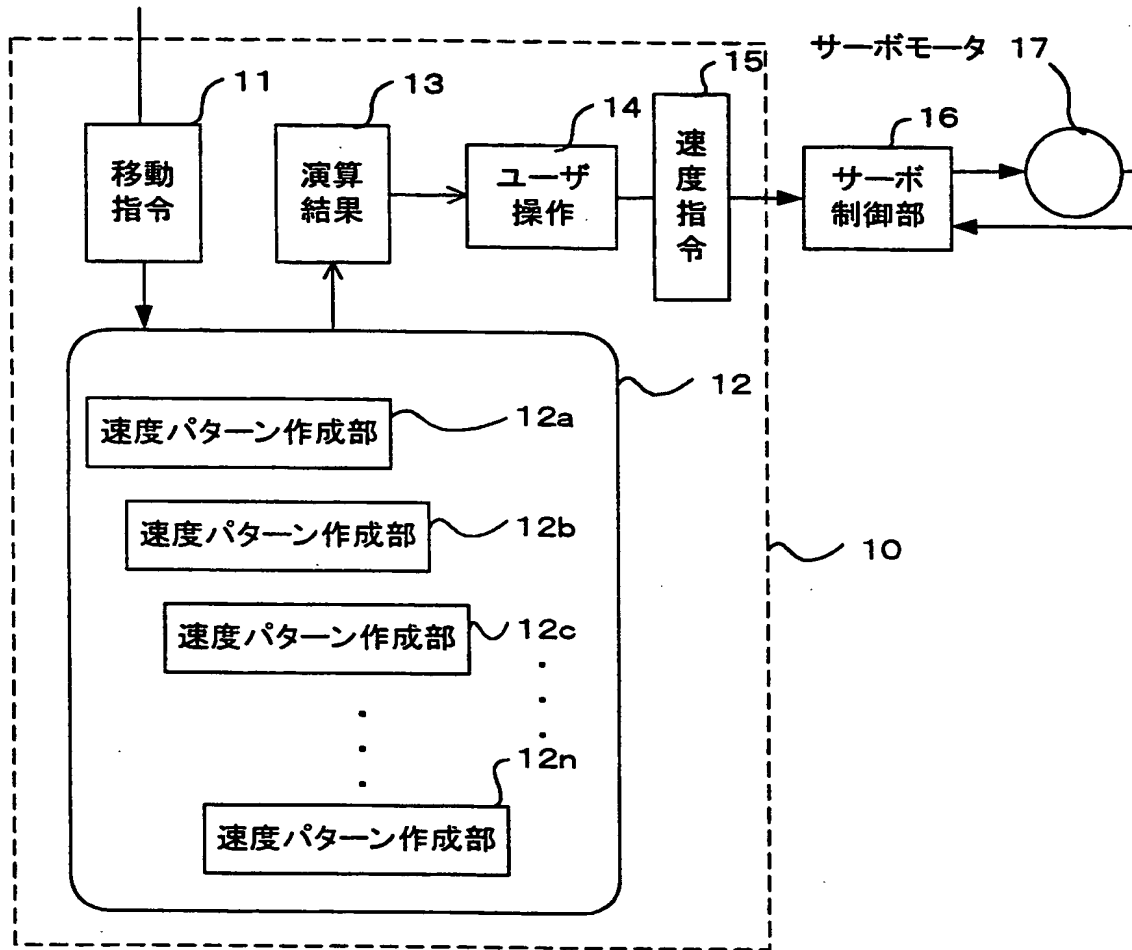 サーボモータ 17
11
13
14
15
16
移動
指令
演算
結果
ユーザ
操作
速
度
指
令
サーボ
制御部
12
速度パターン作成部
12a
速度パターン作成部
12b
10
速度パターン作成部
12c
12n
速度パターン作成部